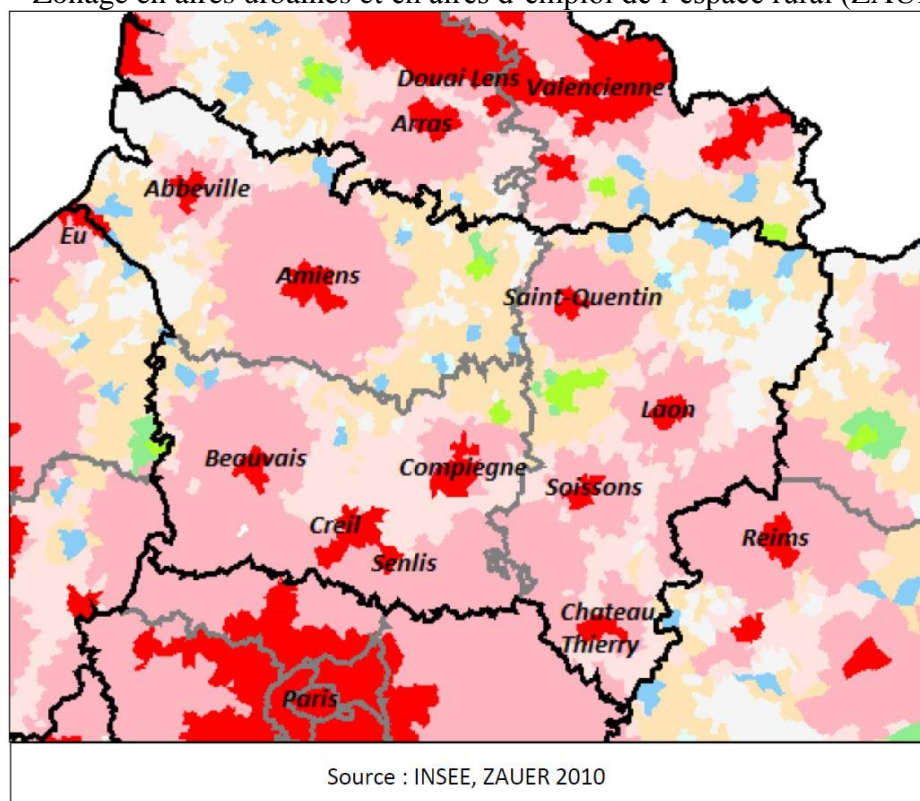 Zonage en aires urbaines et en aires d'emploi de l'espace rural (ZAU
Douai Lens
Valencienne
Arras
Abbeville
Eu
Amiens
Saint-Quentin
Laon
Beauvais
Compiegne
Soissons
Creil
Reims
Senlis
Chateau
Thierry
Paris
Source : INSEE, ZAUER 2010